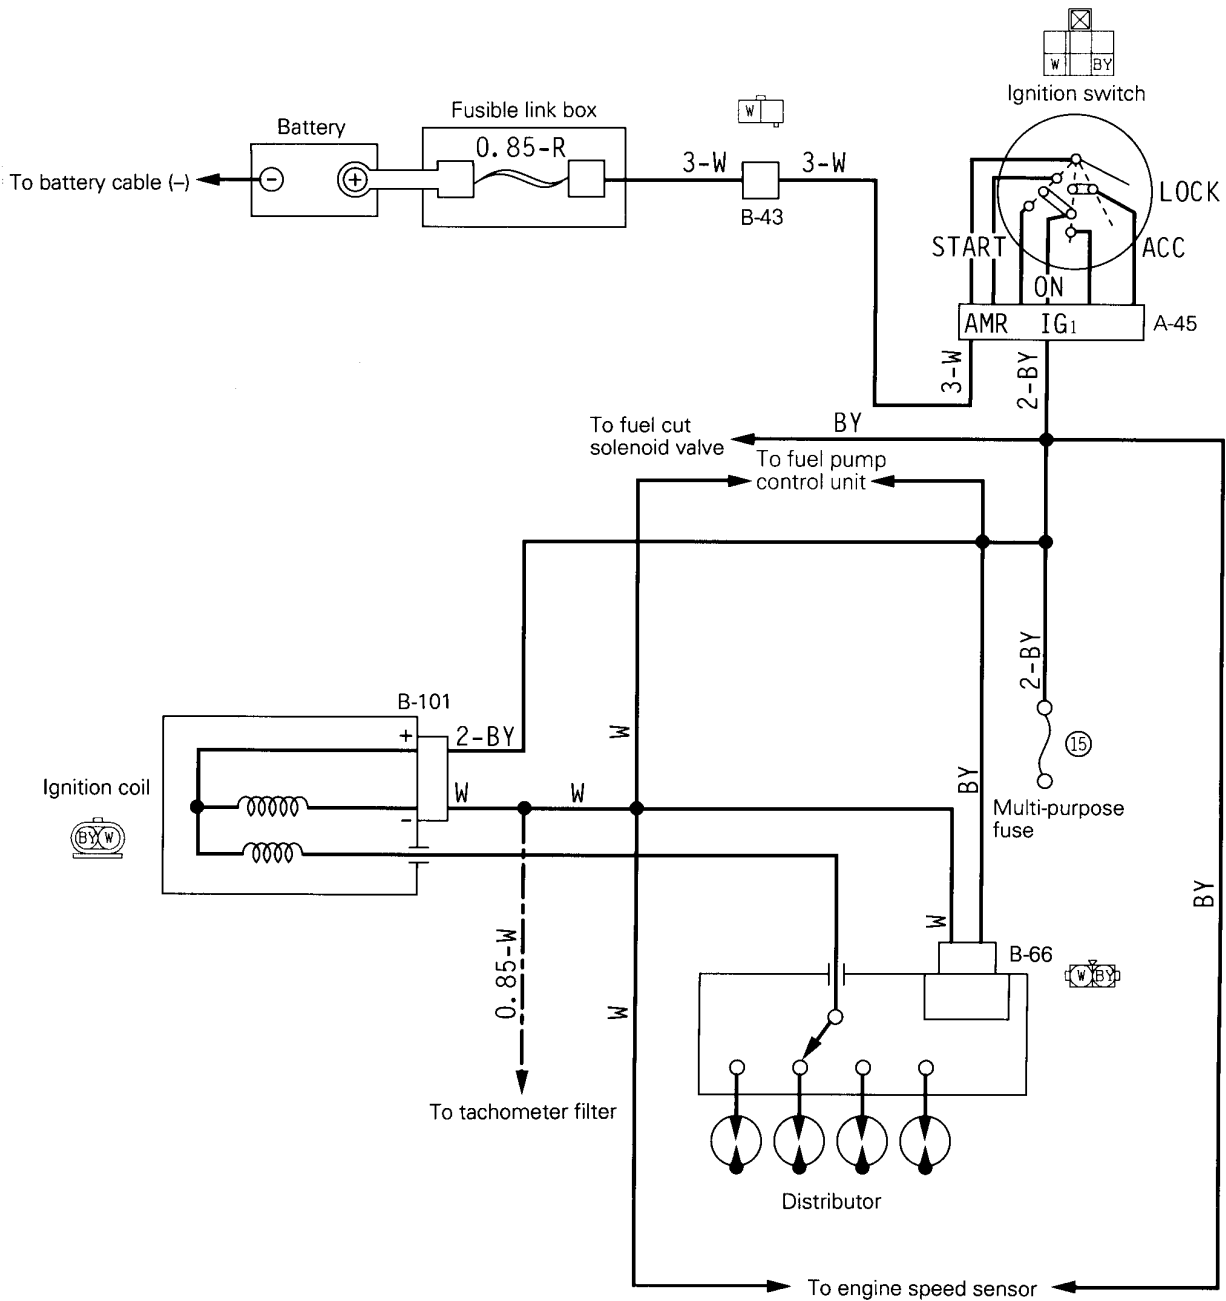 W BY
Ignition switch
Fusible link box
W
Battery
0.85-R
To battery cable (–)
−
+
3-W
3-W
B-43
LOCK
START
ACC
ON
AMR IG1
A-45
3-W
2-BY
To fuel cut
solenoid valve
BY
To fuel pump
control unit
2-BY
B-101
+
2-BY
W
15
Ignition coil
W
W
BY
Multi-purpose
fuse
−
BY W
BY
0.85-W
W
B-66
W BY
W
To tachometer filter
Distributor
To engine speed sensor